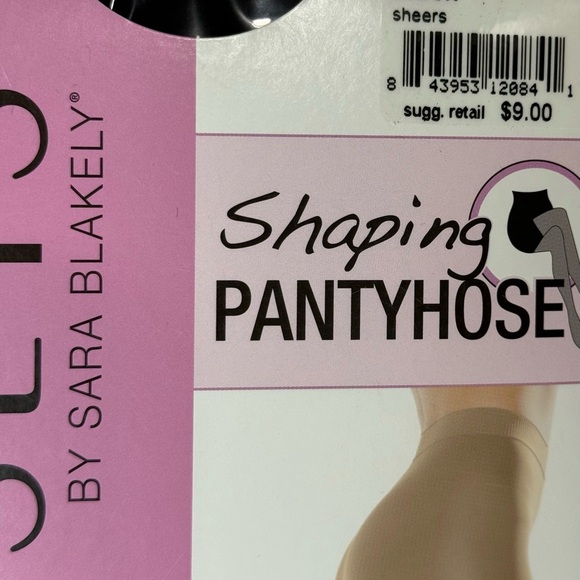 sheers
8 43953 12084 1
sugg. retail $9.00
BY SARA BLAKELY®
Shaping
PANTYHOSE